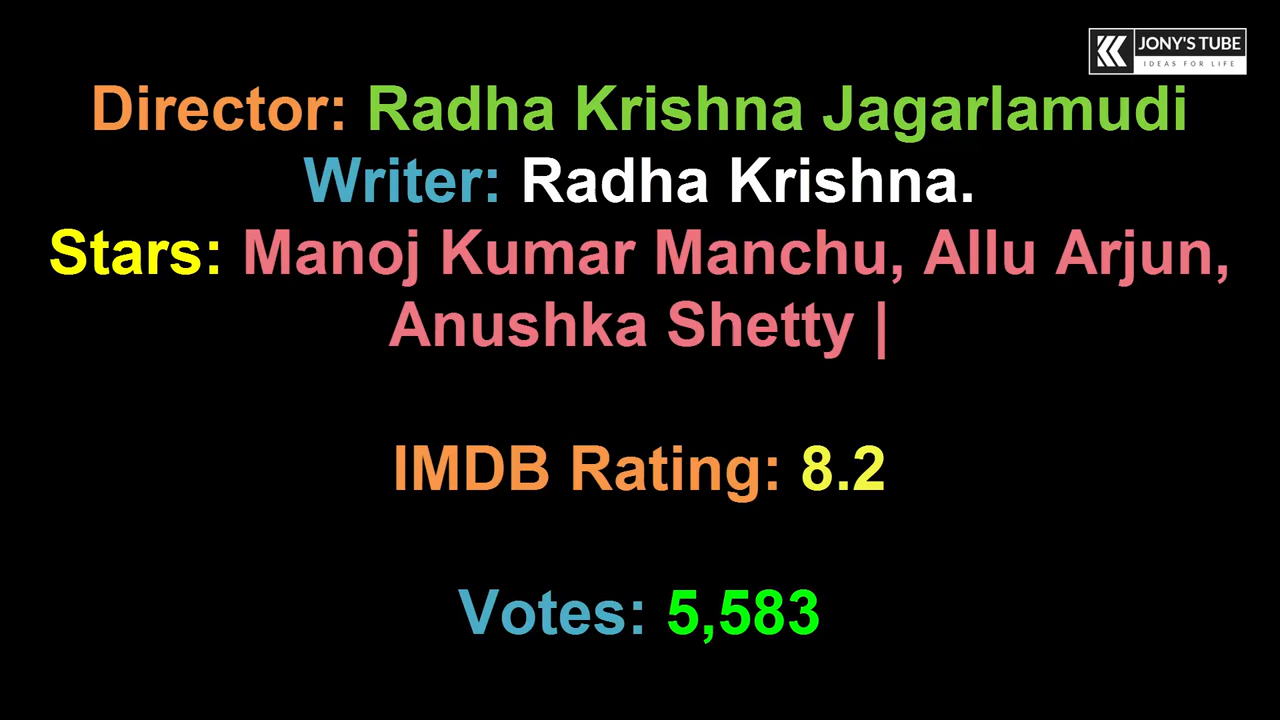 JONY'S TUBE
IDEAS FOR LIFE
Director: Radha Krishna Jagarlamudi
Writer: Radha Krishna.
Stars: Manoj Kumar Manchu, Allu Arjun,
Anushka Shetty |
IMDB Rating: 8.2
Votes: 5,583